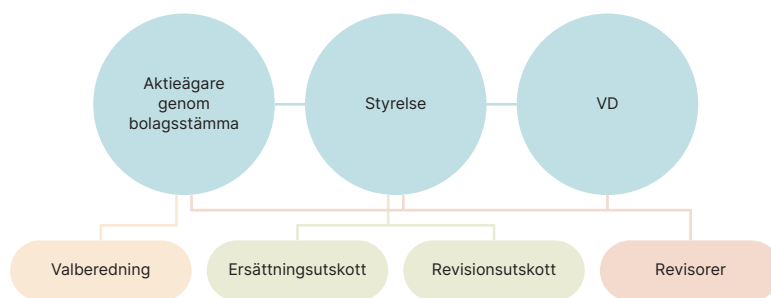 Aktieägare
genom
bolagsstämma
Styrelse
VD
Valberedning
Ersättningsutskott
Revisionsutskott
Revisorer